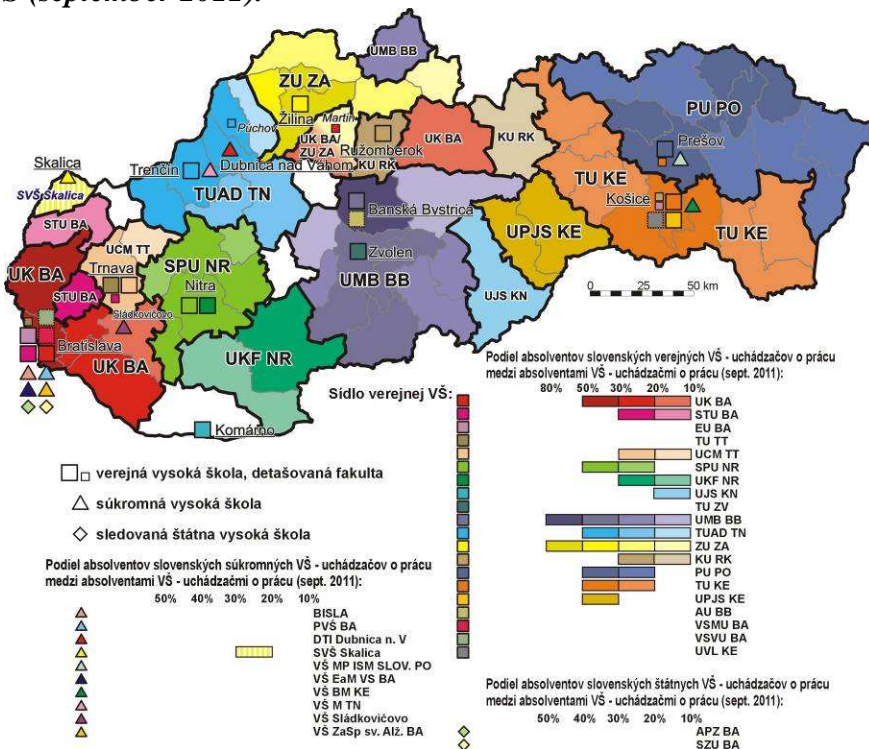 S (september 2011).
UMB BB
ZU ZA
PU PO
Žilina
Martin
Púchov
UK BA/
ZU ZA
Ružomberok
KU RK
UK BA
KU RK
TU KE
Prešov
Skalica
Trenčín
Dubnica nad Váhom
SVŠ Skalica
TUAD TN
TU KE
Košice
STU BA
Banská Bystrica
UPJS KE
TU KE
UCM TT
SPU NR
UK BA
Trnava
Zvolen
STU BA
Nitra
UMB BB
UJS KN
0 25 50 km
Sládkovičovo
Bratislava
UK BA
UKF NR
Komárno
Podiel absolventov slovenských verejných VŠ - uchádzačov o prácu
medzi absolventami VŠ - uchádzačmi o prácu (sept. 2011):
Sídlo verejnej VŠ:
80% 50% 30% 20% 10%
UK BA
STU BA
EU BA
TU TT
UCM TT
SPU NR
UKF NR
UJS KN
TU ZV
UMB BB
TUAD TN
ZU ZA
KU RK
PU PO
TU KE
UPJS KE
AU BB
VSMU BA
VSVU BA
UVL KE
verejná vysoká škola, detašovaná fakulta
súkromná vysoká škola
sledovaná štátna vysoká škola
Podiel absolventov slovenských súkromných VŠ - uchádzačov o prácu
medzi absolventami VŠ - uchádzačmi o prácu (sept. 2011):
50% 40% 30% 20% 10%
BISLA
PVŠ BA
DTI Dubnica n. V
SVŠ Skalica
VŠ MP ISM SLOV. PO
VŠ EaM VS BA
VŠ BM KE
VŠ M TN
VŠ Sládkovičovo
VŠ ZaSp sv. Alž. BA
Podiel absolventov slovenských štátnych VŠ - uchádzačov o prácu
medzi absolventami VŠ - uchádzačmi o prácu (sept. 2011):
50% 40% 30% 20% 10%
APZ BA
SZU BA